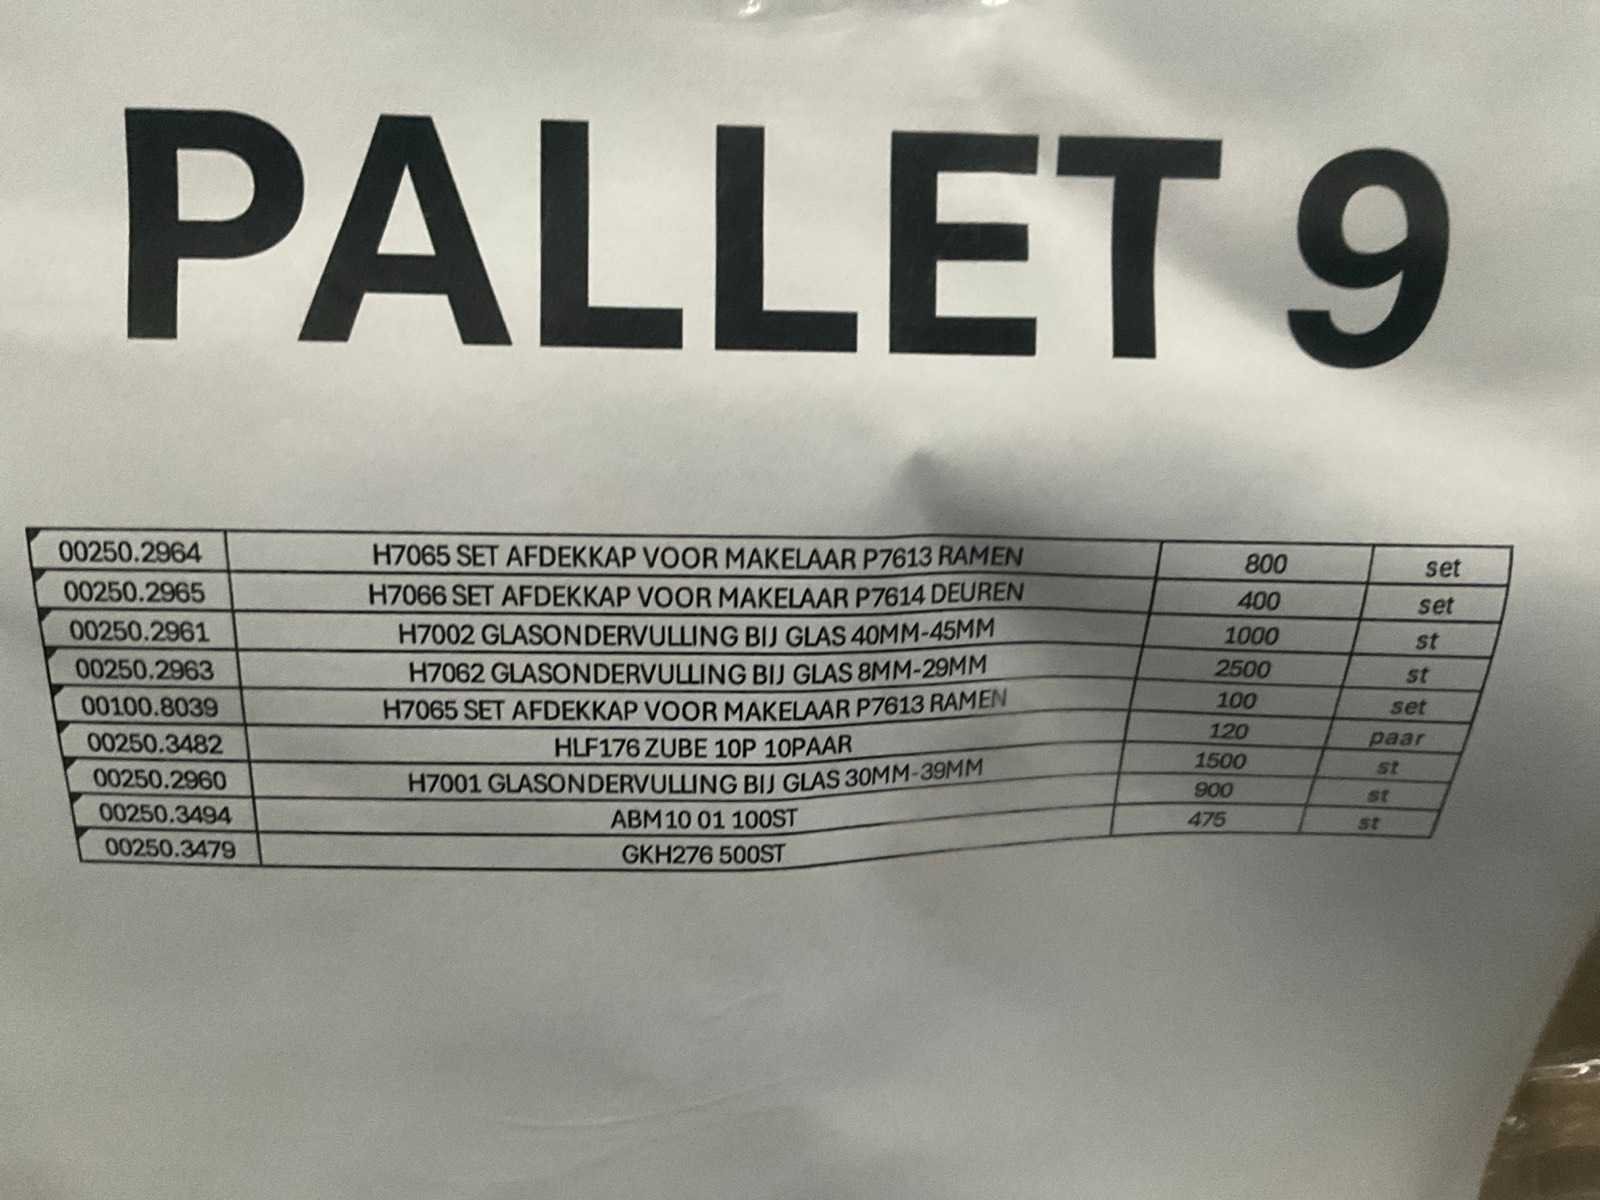 PALLET 9
00250.2964 H7065 SET AFDEKKAP VOOR MAKELAAR P7613 RAMEN 800 set
00250.2965 H7066 SET AFDEKKAP VOOR MAKELAAR P7614 DEUREN 400 set
00250.2961 H7002 GLASONDERVULLING BIJ GLAS 40MM-45MM 1000 st
00250.2963 H7062 GLASONDERVULLING BIJ GLAS 8MM-29MM 2500 st
00100.8039 H7065 SET AFDEKKAP VOOR MAKELAAR P7613 RAMEN 100 set
00250.3482 HLF176 ZUBE 10P 10PAAR 120 paar
00250.2960 H7001 GLASONDERVULLING BIJ GLAS 30MM-39MM 1500 st
00250.3494 ABM10 01 100ST 900 st
00250.3479 GKH276 500ST 475 st